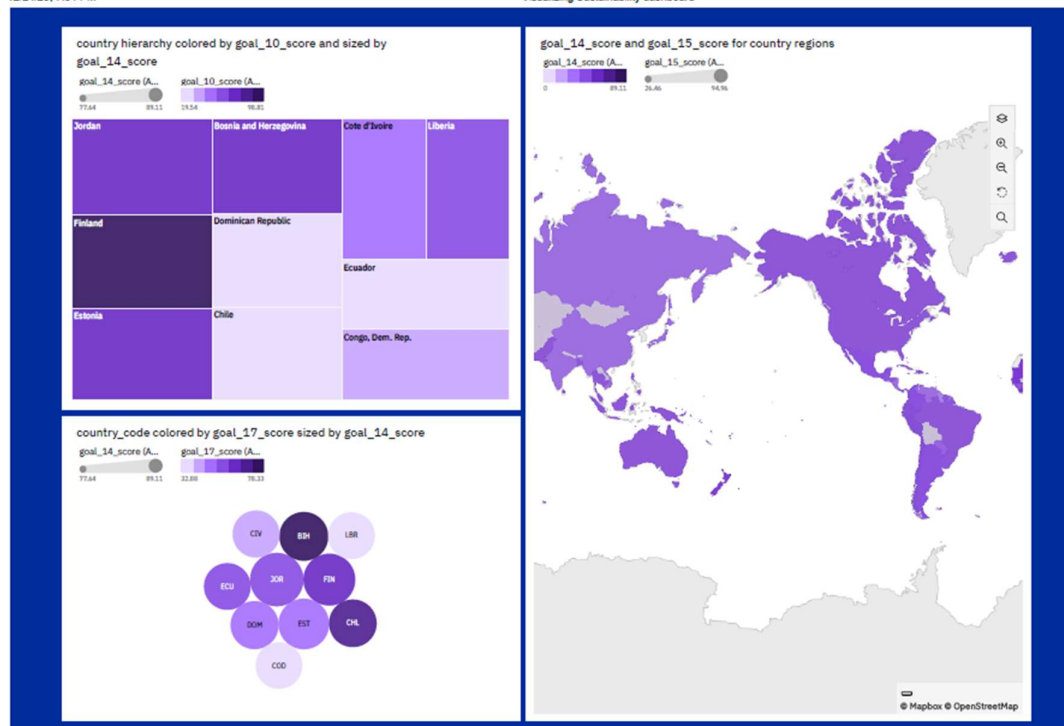 Visualizing Sustainability dashboard
country hierarchy colored by goal_10_score and sized by
goal_14_score
goal_14_score (A...
goal_10_score (A...
77.64
89.11
19.54
98.81
Jordan
Bosnia and Herzegovina
Cote d'Ivoire
Liberia
Finland
Dominican Republic
Ecuador
Estonia
Chile
Congo, Dem. Rep.
country_code colored by goal_17_score sized by goal_14_score
goal_14_score (A...
goal_17_score (A...
77.64
89.11
32.88
78.33
CIV
BIH
LBR
ECU
JOR
FIN
DOM
EST
CHL
COD
goal_14_score and goal_15_score for country regions
goal_14_score (A...
goal_15_score (A...
0
89.11
26.46
94.96
© Mapbox © OpenStreetMap